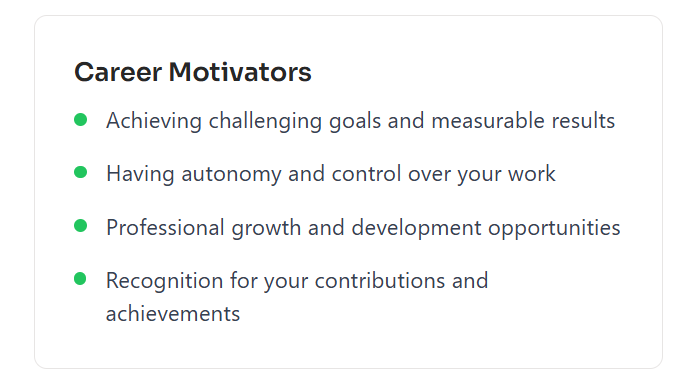 Career Motivators
Achieving challenging goals and measurable results
Having autonomy and control over your work
Professional growth and development opportunities
Recognition for your contributions and
achievements